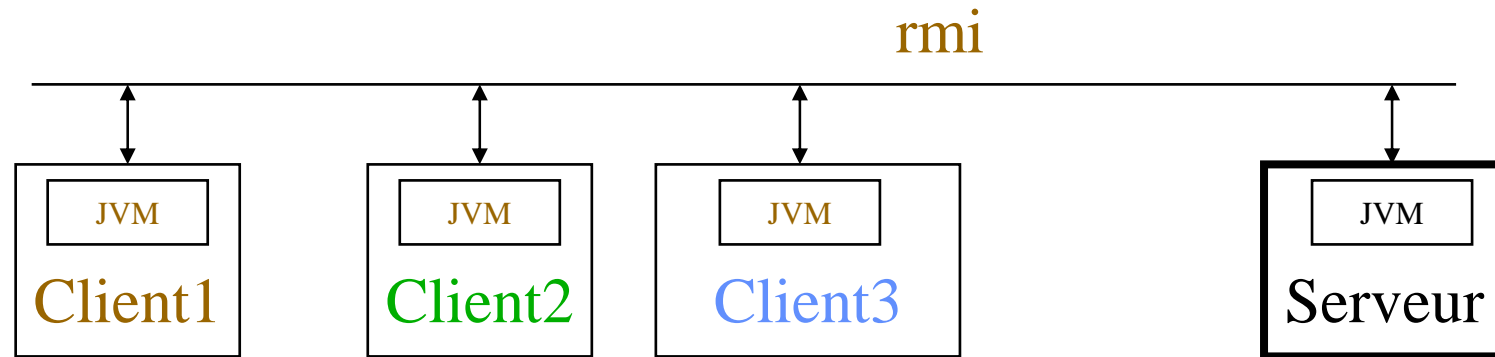 rmi
JVM
JVM
JVM
JVM
Client1
Client2
Client3
Serveur